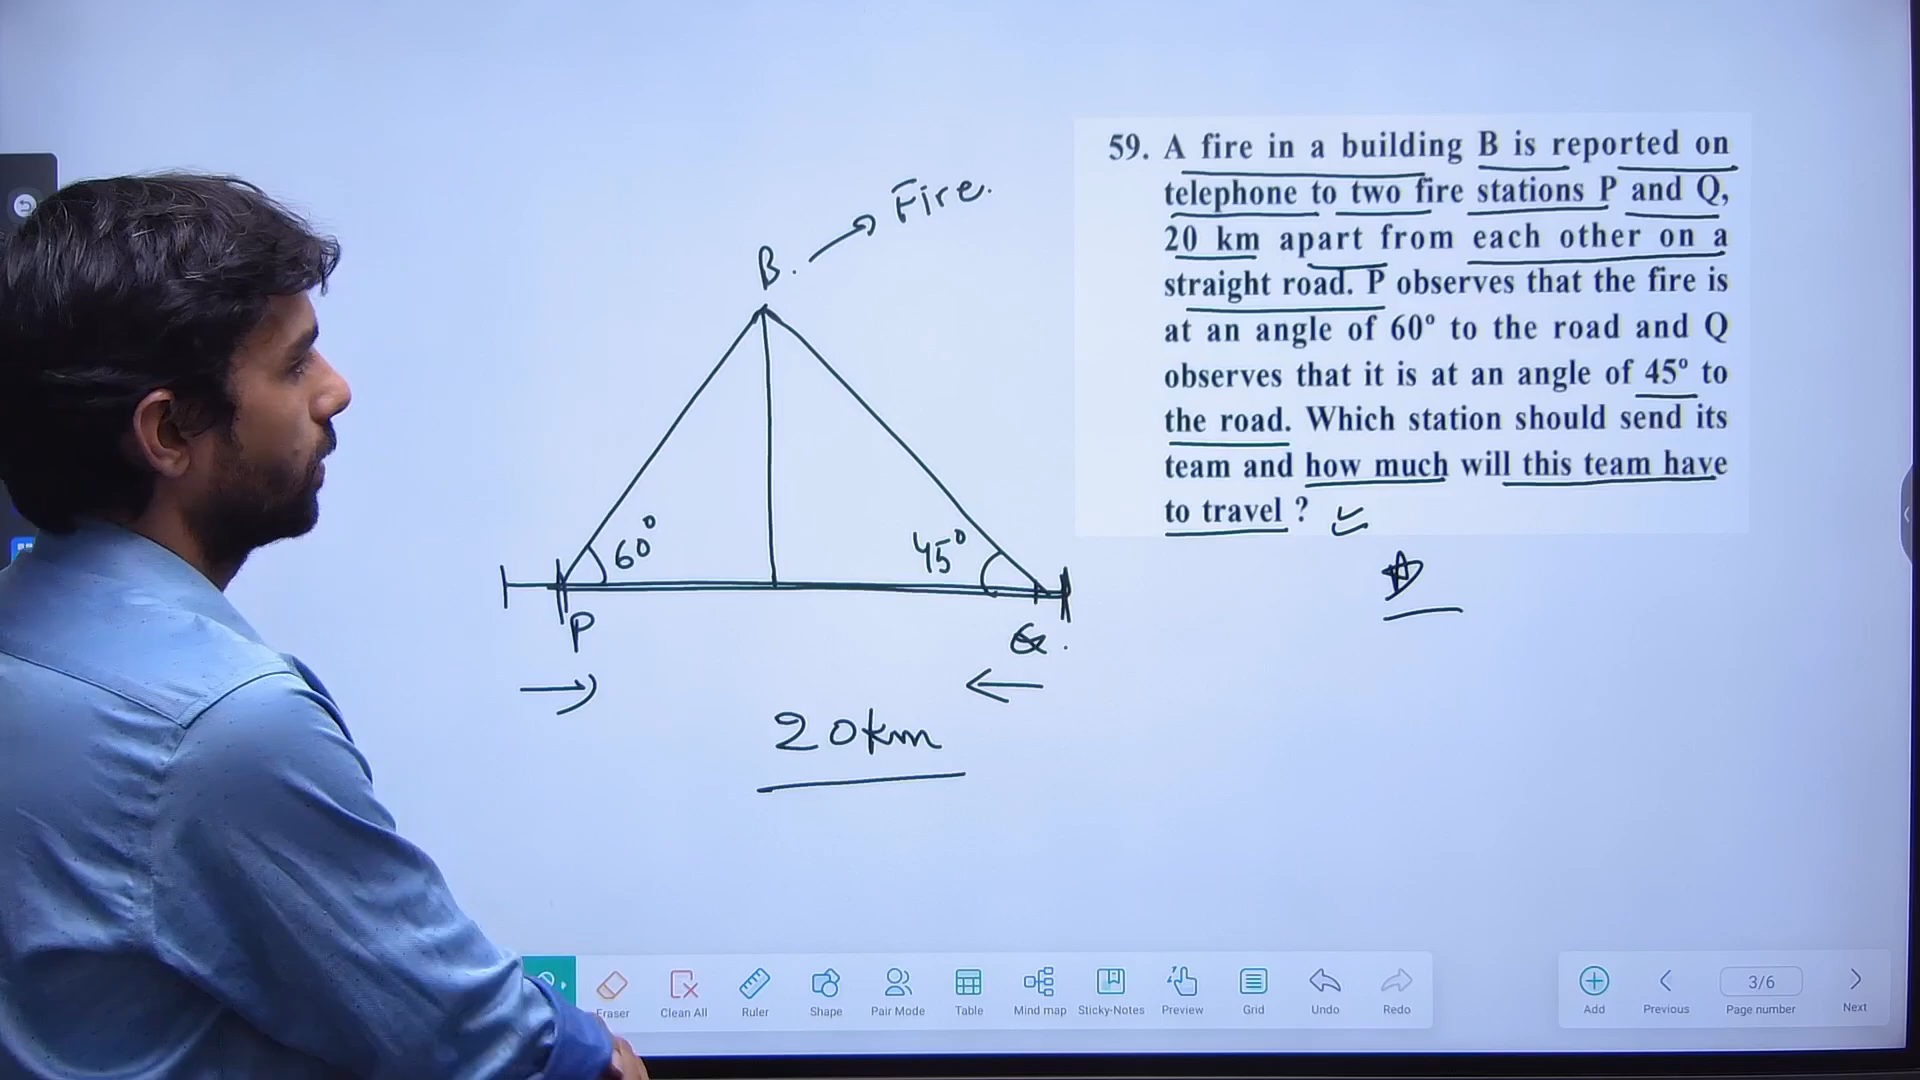 59. A fire in a building B is reported on
telephone to two fire stations P and Q,
20 km apart from each other on a
straight road. P observes that the fire is
at an angle of 60º to the road and Q
observes that it is at an angle of 45º to
the road. Which station should send its
team and how much will this team have
to travel ?
Fire.
B.
60°
45°
P
Q.
20km
Eraser
Clean All
Ruler
Shape
Pair Mode
Table
Mind map
Sticky-Notes
Preview
Grid
Undo
Redo
Add
Previous
3/6
Page number
Next